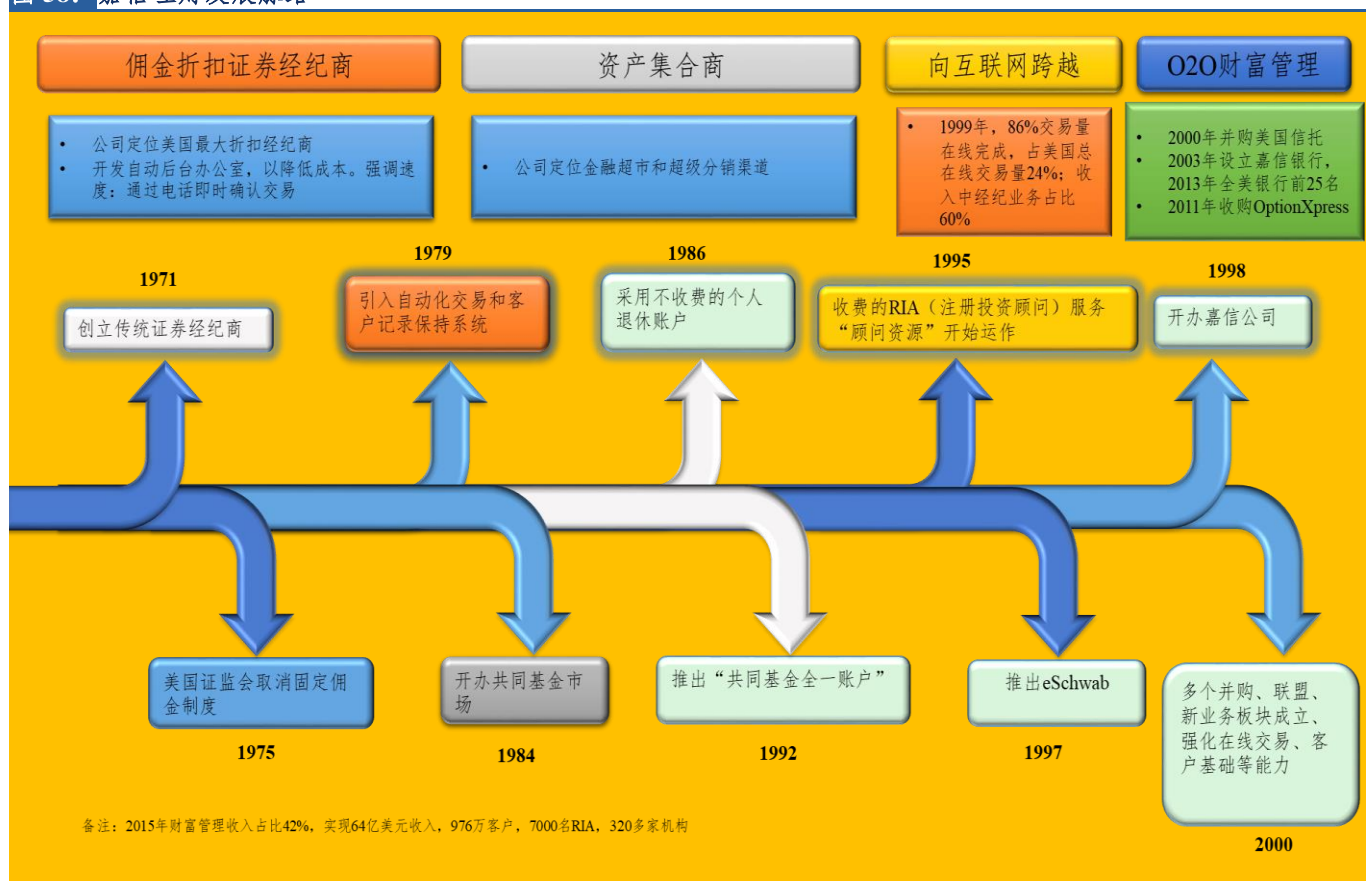 佣金折扣证券经纪商
资产集合商
向互联网跨越
O2O财富管理
• 公司定位美国最大折扣经纪商
• 开发自动后台办公室，以降低成本。强调速
度：通过电话即时确认交易
• 公司定位金融超市和超级分销渠道
• 1999年，86%交易量
在线完成，占美国总
在线交易量24%；收
入中经纪业务占比
60%
• 2000年并购美国信托
• 2003年设立嘉信银行，
2013年全美银行前25名
• 2011年收购OptionXpress
1971
创立传统证券经纪商
1979
引入自动化交易和客
户记录保持系统
1986
采用不收费的个人
退休账户
1995
收费的RIA（注册投资顾问）服务
“顾问资源”开始运作
1998
开办嘉信公司
美国证监会取消固定佣
金制度
1975
开办共同基金市
场
1984
推出“共同基金全一账户”
1992
推出eSchwab
1997
多个并购、联盟、
新业务板块成立、
强化在线交易、客
户基础等能力
2000
备注：2015年财富管理收入占比42%，实现64亿美元收入，976万客户，7000名RIA，320多家机构